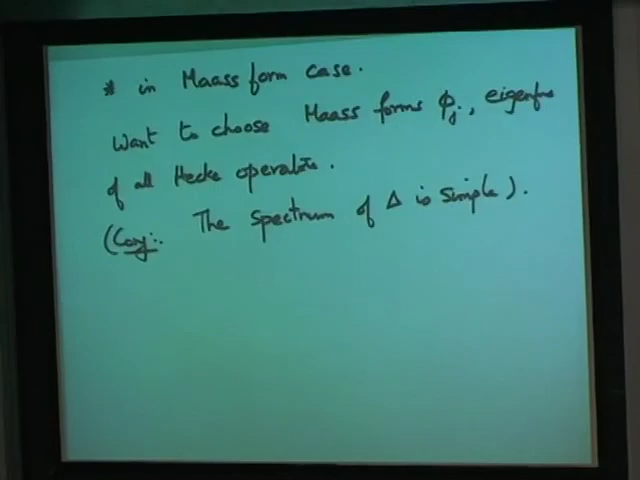 * in Maass form case.
Want to choose Maass forms φj, eigenfns
of all Hecke operators.
(Conj:. The spectrum of Δ is simple).